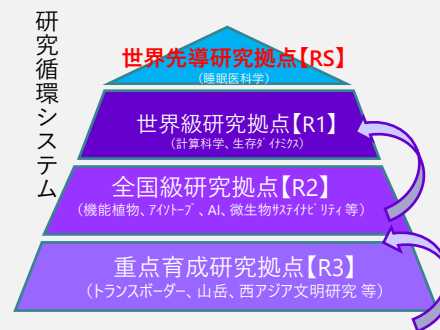 研究循環システム
世界先導研究拠点【RS】
(睡眠医科学)
世界級研究拠点【R1】
(計算科学、生存ダイナミクス)
全国級研究拠点【R2】
(機能植物、アイソトープ、AI、微生物サステイナビリティ 等)
重点育成研究拠点【R3】
(トランスボーダー、山岳、西アジア文明研究 等)